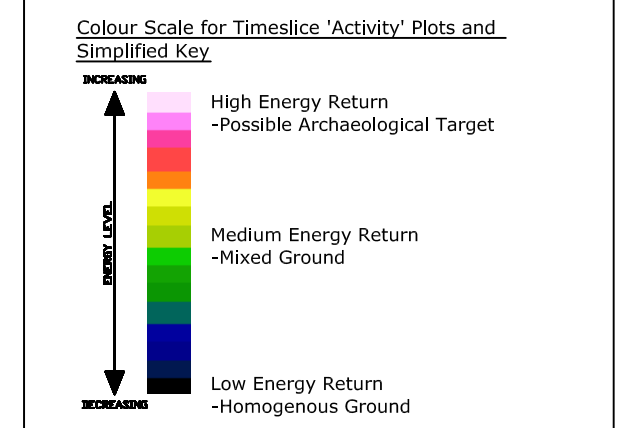 Colour Scale for Timeslice 'Activity' Plots and
Simplified Key
INCREASING
High Energy Return
-Possible Archaeological Target
ENERGY LEVEL
Medium Energy Return
-Mixed Ground
Low Energy Return
DECREASING
-Homogenous Ground